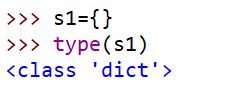 >>> s1={}
>>> type(s1)
<class 'dict'>